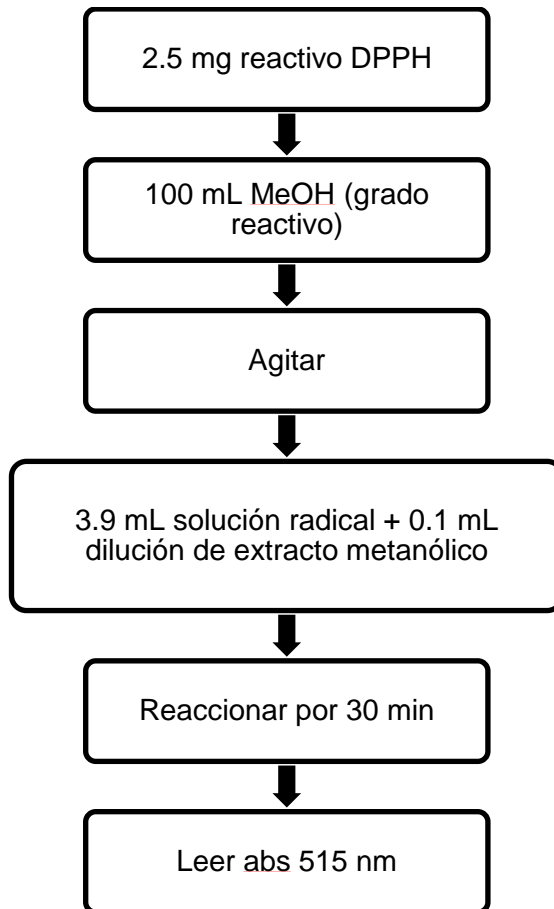 2.5 mg reactivo DPPH
100 mL MeOH (grado
reactivo)
Agitar
3.9 mL solución radical + 0.1 mL
dilución de extracto metanólico
Reaccionar por 30 min
Leer abs 515 nm